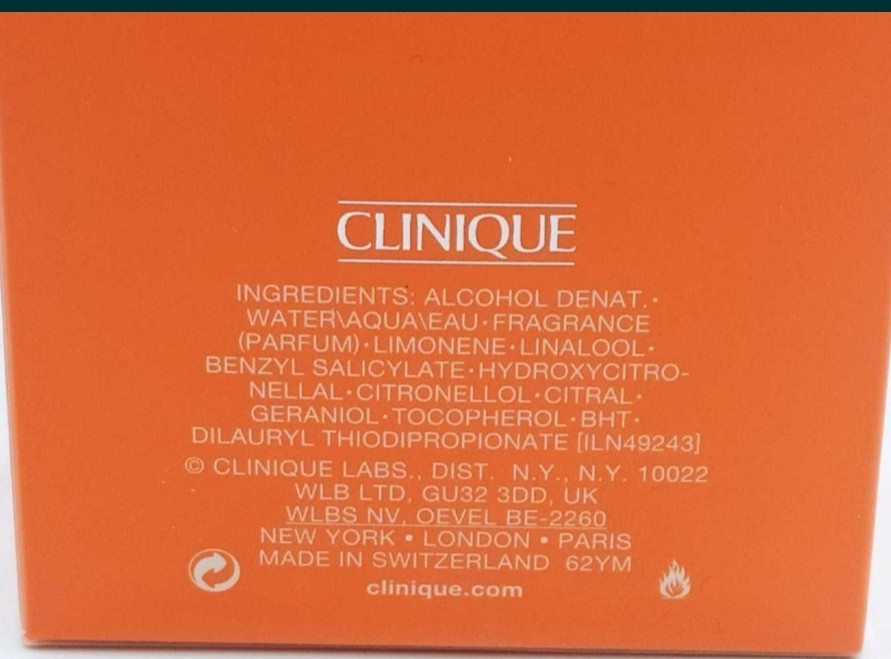 CLINIQUE
INGREDIENTS: ALCOHOL DENAT.·
WATER\AQUA\EAU·FRAGRANCE
(PARFUM)·LIMONENE·LINALOOL·
BENZYL SALICYLATE·HYDROXYCITRO-
NELLAL·CITRONELLOL·CITRAL·
GERANIOL·TOCOPHEROL·BHT·
DILAURYL THIODIPROPIONATE [ILN49243]
© CLINIQUE LABS., DIST. N.Y., N.Y. 10022
WLB LTD, GU32 3DD, UK
WLBS NV, OEVEL BE-2260
NEW YORK • LONDON • PARIS
MADE IN SWITZERLAND 62YM
clinique.com